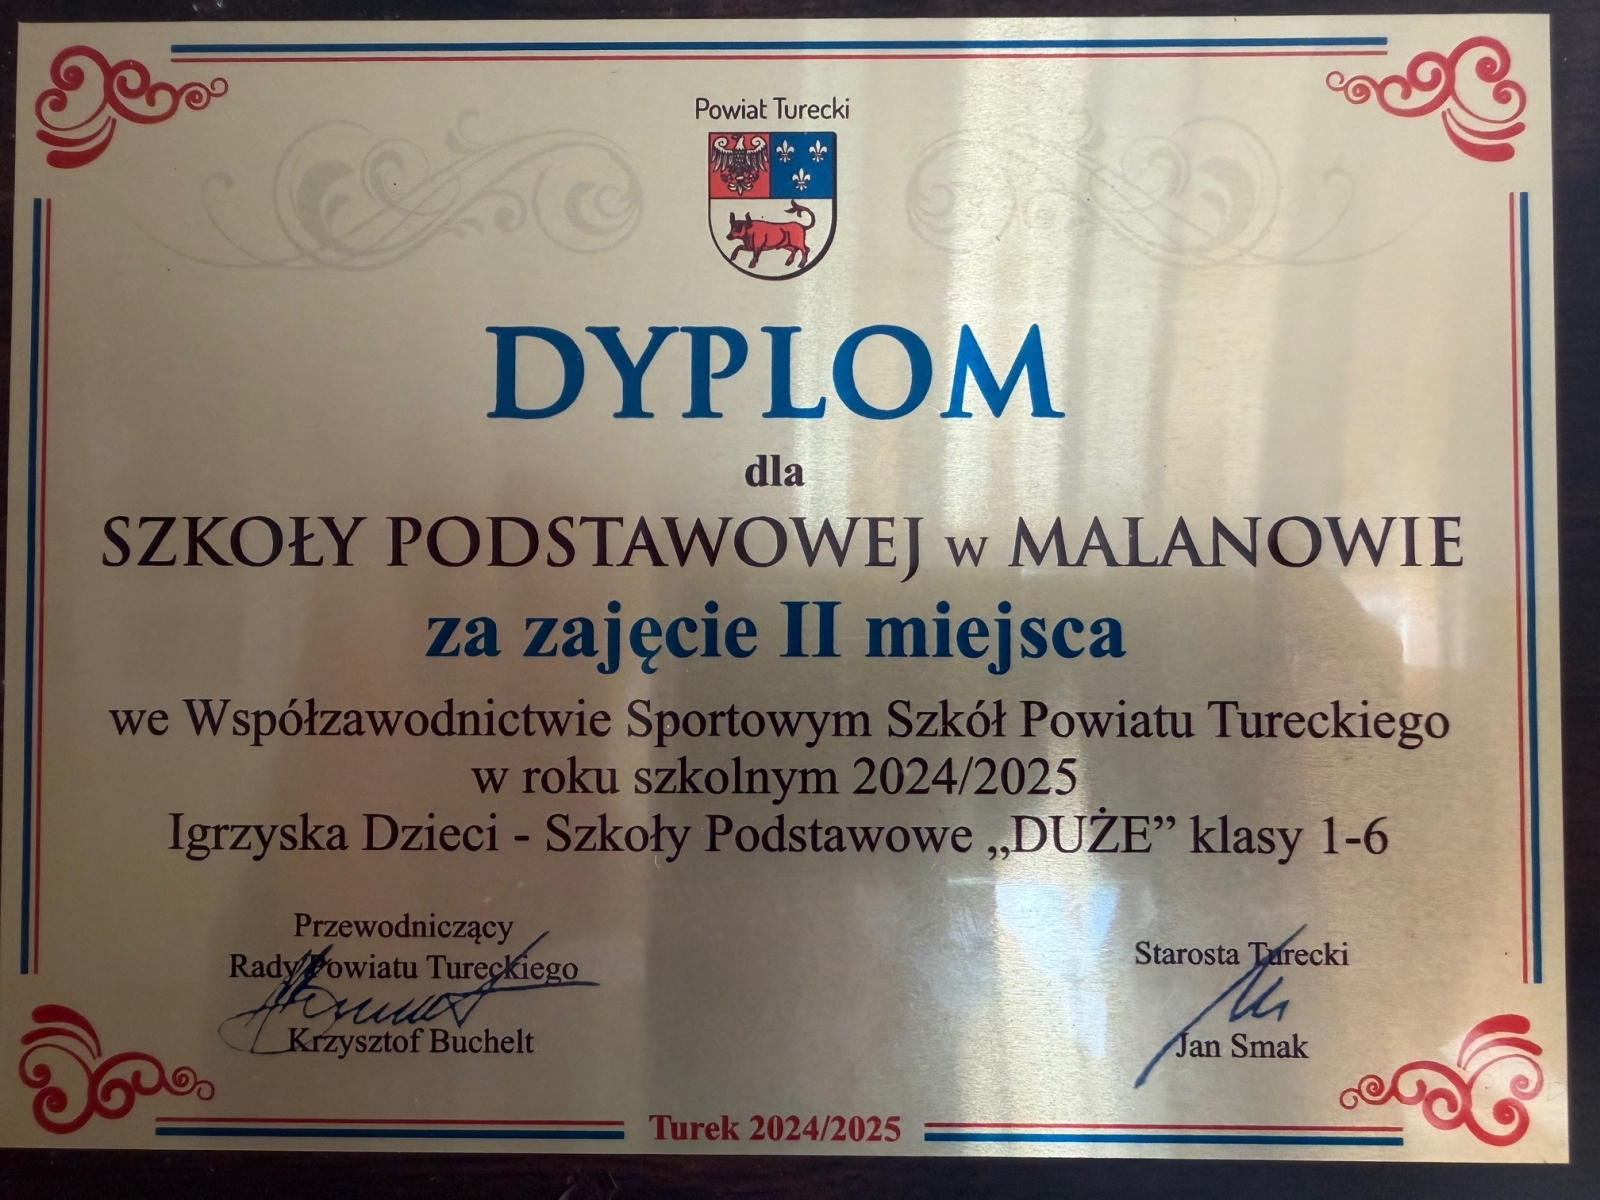 Powiat Turecki
DYPLOM
dla
SZKOŁY PODSTAWOWEJ w MALANOWIE
za zajęcie II miejsca
we Współzawodnictwie Sportowym Szkół Powiatu Tureckiego
w roku szkolnym 2024/2025
Igrzyska Dzieci - Szkoły Podstawowe „DUŻE” klasy 1-6
Przewodniczący
Rady Powiatu Tureckiego
Krzysztof Buchelt
Starosta Turecki
Jan Smak
Turek 2024/2025